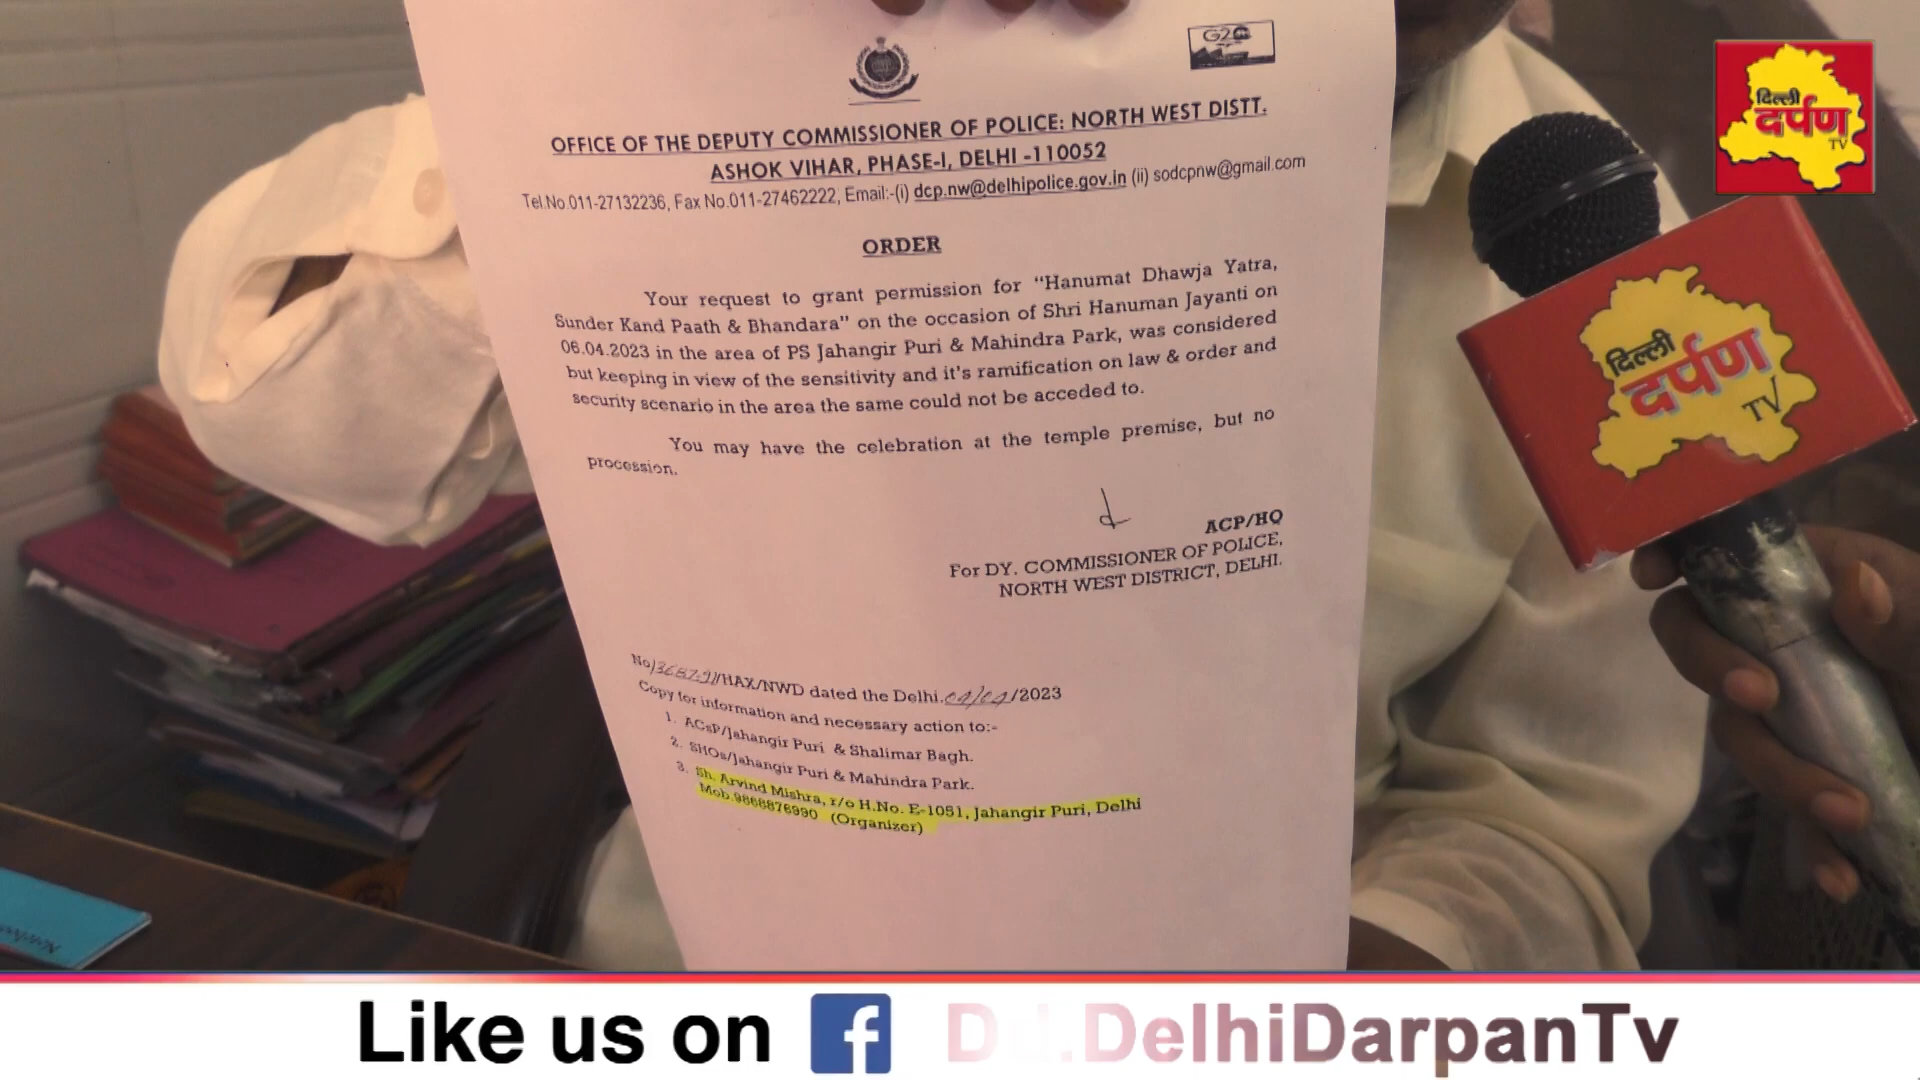 G20
OFFICE OF THE DEPUTY COMMISSIONER OF POLICE: NORTH WEST DISTT.
ASHOK VIHAR, PHASE-I, DELHI -110052
Tel.No.011-27132236, Fax No.011-27462222, Email:-(i) dcp.nw@delhipolice.gov.in (ii) sodcpnw@gmail.com
ORDER
Your request to grant permission for “Hanumat Dhawja Yatra,
Sunder Kand Paath & Bhandara” on the occasion of Shri Hanuman Jayanti on
06.04.2023 in the area of PS Jahangir Puri & Mahindra Park, was considered
but keeping in view of the sensitivity and it's ramification on law & order and
security scenario in the area the same could not be acceded to.
You may have the celebration at the temple premise, but no
procession.
ACP/HQ
For DY. COMMISSIONER OF POLICE,
NORTH WEST DISTRICT, DELHI.
/HAX/NWD dated the Delhi. 04/04/2023
Copy for information and necessary action to:-
1. ACsP/Jahangir Puri & Shalimar Bagh.
2. SHOs/Jahangir Puri & Mahindra Park.
3. Sh. Arvind Mishra, r/o H.No. E-1051, Jahangir Puri, Delhi
Mob.9868876990 (Organizer)
दिल्ली
दर्पण
TV
दिल्ली
दर्पण
TV
Like us on f Dd.DelhiDarpanTv